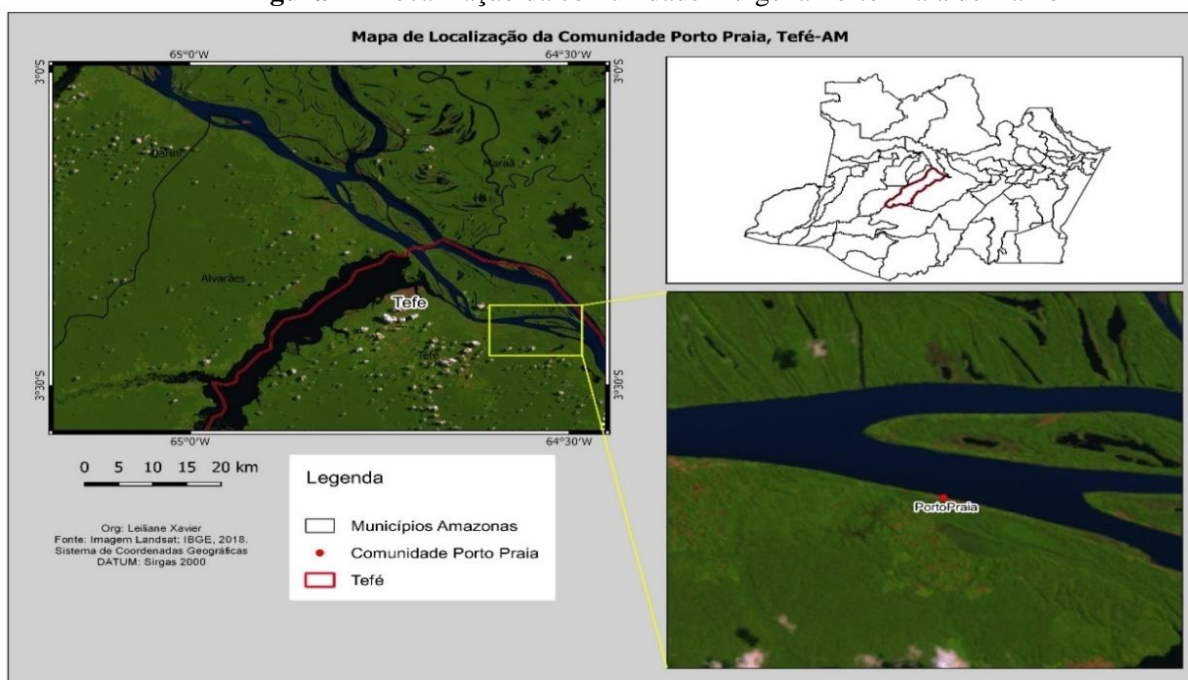 Mapa de Localização da Comunidade Porto Praia, Tefé-AM
65°0'W
64°30'W
3°0'S
3°0'S
Uarini
Maraã
Alvarães
Tefe
Tefé
3°30'S
3°30'S
65°0'W
64°30'W
PortoPraia
0 5 10 15 20 km
Legenda
Municípios Amazonas
Comunidade Porto Praia
Tefé
Org: Leiliane Xavier
Fonte: Imagem Landsat; IBGE, 2018.
Sistema de Coordenadas Geográficas
DATUM: Sirgas 2000